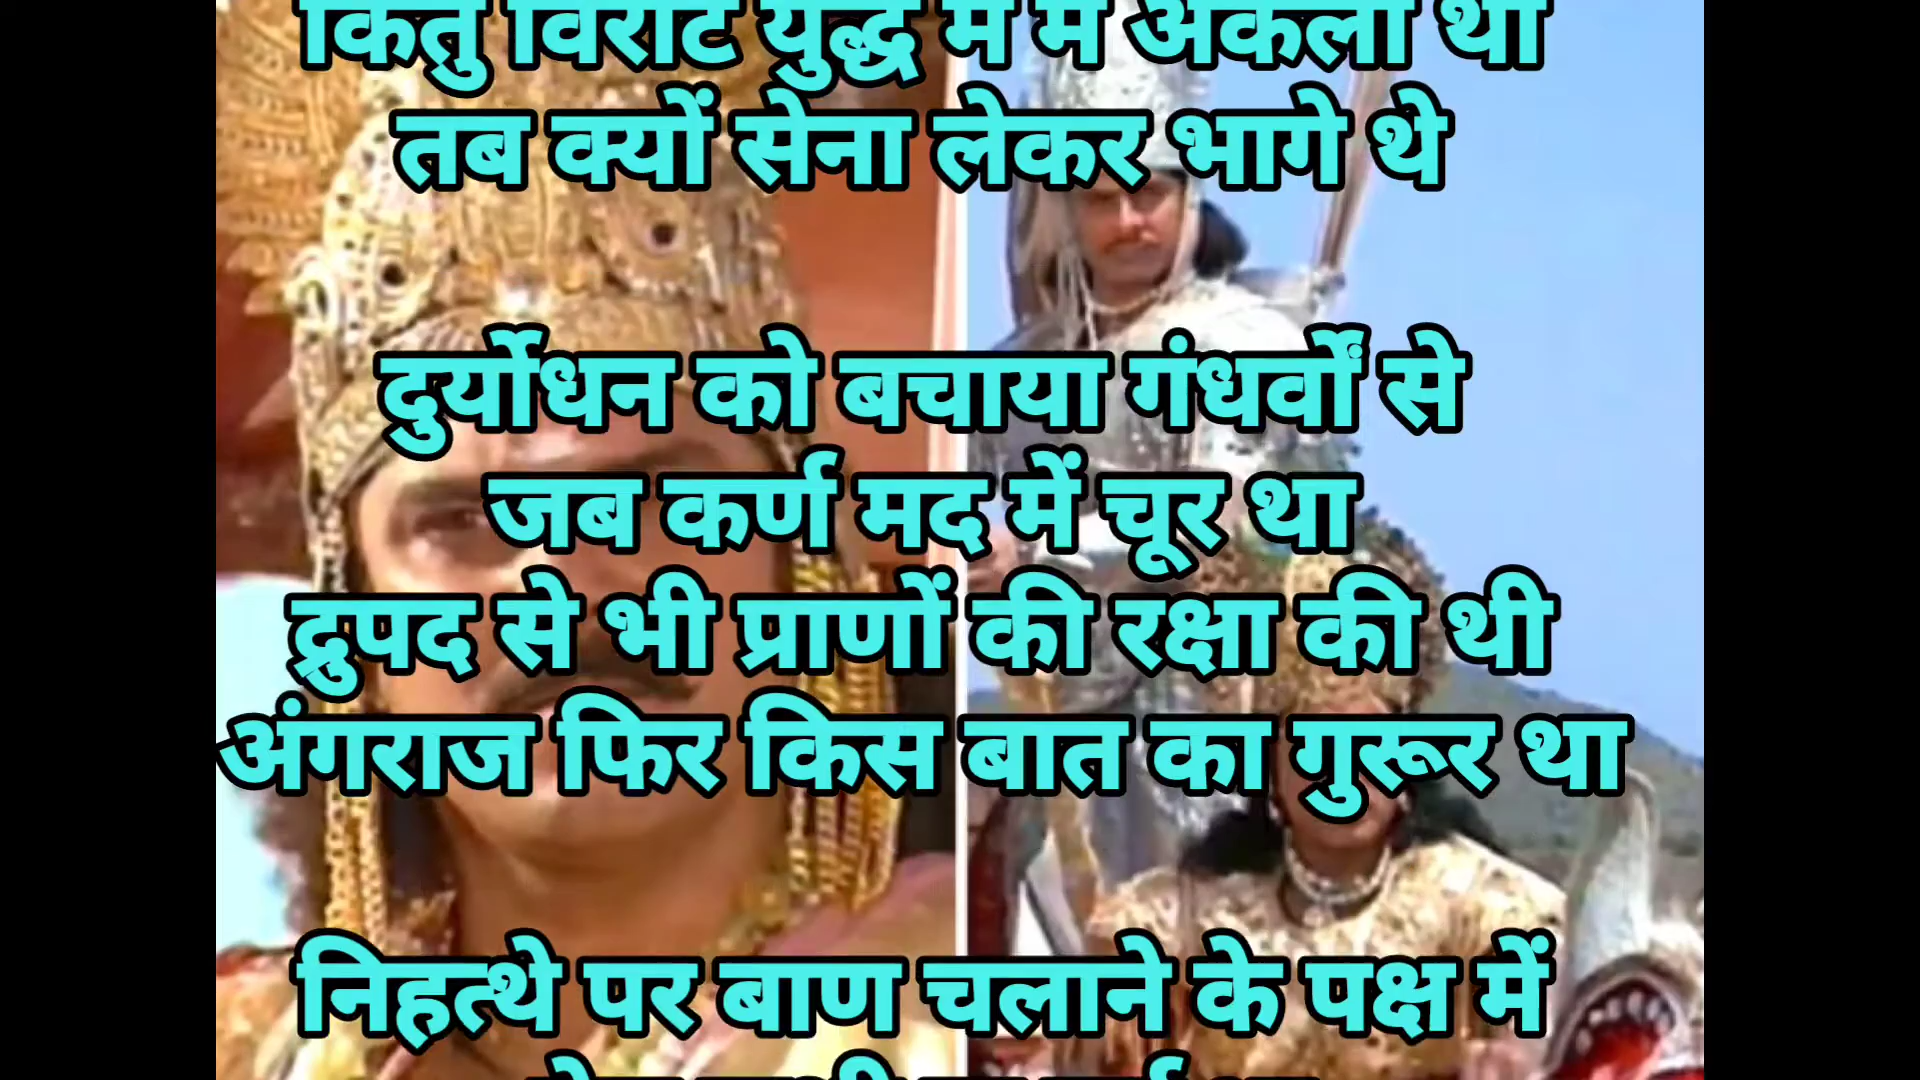 किंतु विराट युद्ध में मैं अकेला था
तब क्यों सेना लेकर भागे थे
दुर्योधन को बचाया गंधर्वों से
जब कर्ण मद में चूर था
द्रुपद से भी प्राणों की रक्षा की थी
अंगराज फिर किस बात का गुरूर था
निहत्थे पर बाण चलाने के पक्ष में